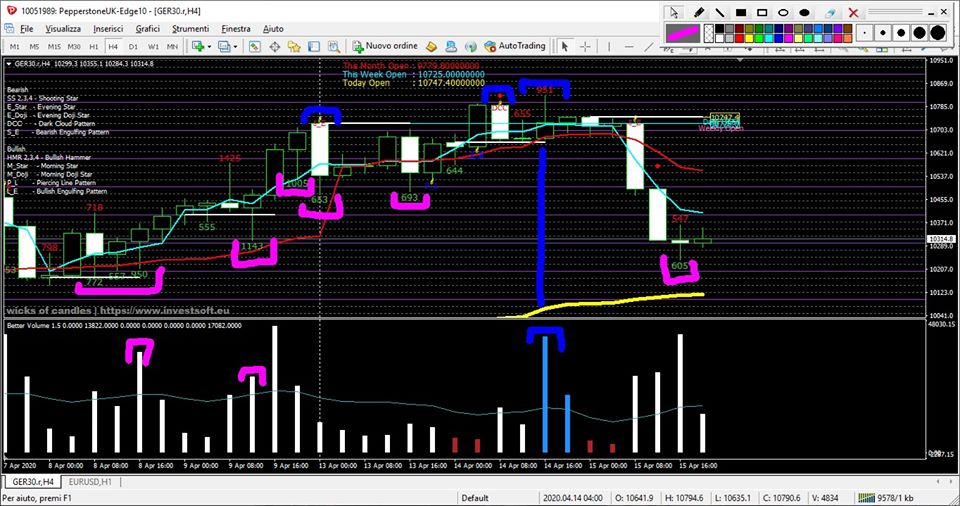 10051989: PepperstoneUK-Edge10 - [GER30.r,H4]
File Visualizza Inserisci Grafici Strumenti Finestra Aiuto
Nuovo ordine AutoTrading
M1 M5 M15 M30 H1 H4 D1 W1 MN
GER30.r,H4 10299.3 10355.1 10284.3 10314.8
The Month Open : 9779.80000000
This Week Open : 10725.00000000
Today Open : 10747.40000000
Bearish
SS 2,3,4 - Shooting Star
E_Star - Evening Star
E_Doji - Evening Doji Star
DCC - Dark Cloud Pattern
S_E - Bearish Engulfing Pattern
Bullish
HMR 2,3,4 - Bullish Hammer
M_Star - Morning Star
M_Doji - Morning Doji Star
P_L - Piercing Line Pattern
L_E - Bullish Engulfing Pattern
951
DCC
655
1425
1005
653
693
644
718
798
555
1143
53
772
557
950
547
605
10247.4
Weekly Open
10951.0
10865.0
10785.0
10703.0
10621.0
10537.0
10455.0
10371.0
10314.8
10289.0
10207.0
10123.0
10041.0
wicks of candles | https://www.investsoft.eu
Better Volume 1.5 0.0000 13822.0000 0.0000 0.0000 0.0000 0.0000 17082.0000
48030.15
7 Apr 2020 8 Apr 00:00 8 Apr 08:00 8 Apr 16:00 9 Apr 00:00 9 Apr 08:00 9 Apr 16:00 13 Apr 00:00 13 Apr 08:00 13 Apr 16:00 14 Apr 00:00 14 Apr 08:00 14 Apr 16:00 15 Apr 00:00 15 Apr 08:00 15 Apr 16:00
GER30.r,H4 EURUSD,H1
Per aiuto, premi F1 Default 2020.04.14 04:00 O: 10641.9 H: 10794.6 L: 10635.1 C: 10790.6 V: 4834 9578/1 kb